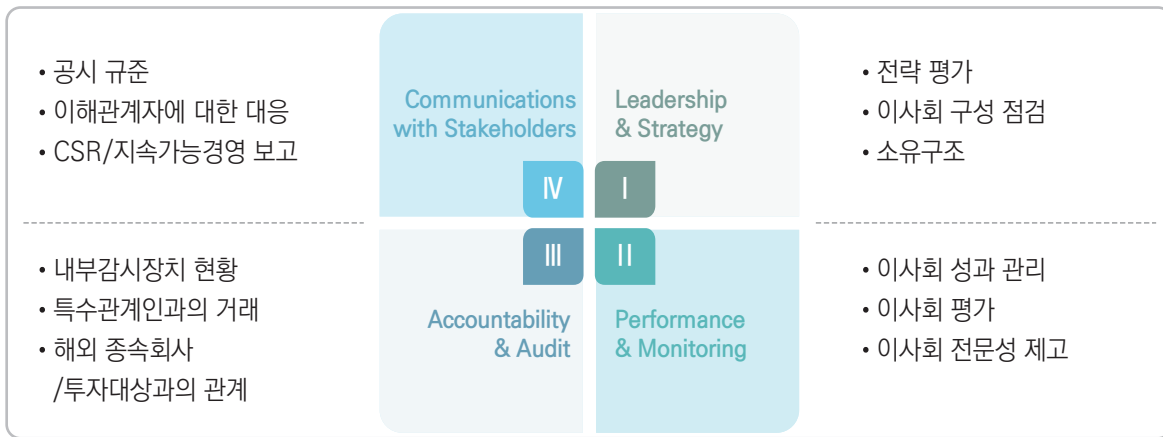 • 공시 규준
• 이해관계자에 대한 대응
• CSR/지속가능경영 보고
Communications
with Stakeholders
IV
Leadership
& Strategy
I
• 전략 평가
• 이사회 구성 점검
• 소유구조
• 내부감시장치 현황
• 특수관계인과의 거래
• 해외 종속회사
/투자대상과의 관계
III
Accountability
& Audit
II
Performance
& Monitoring
• 이사회 성과 관리
• 이사회 평가
• 이사회 전문성 제고